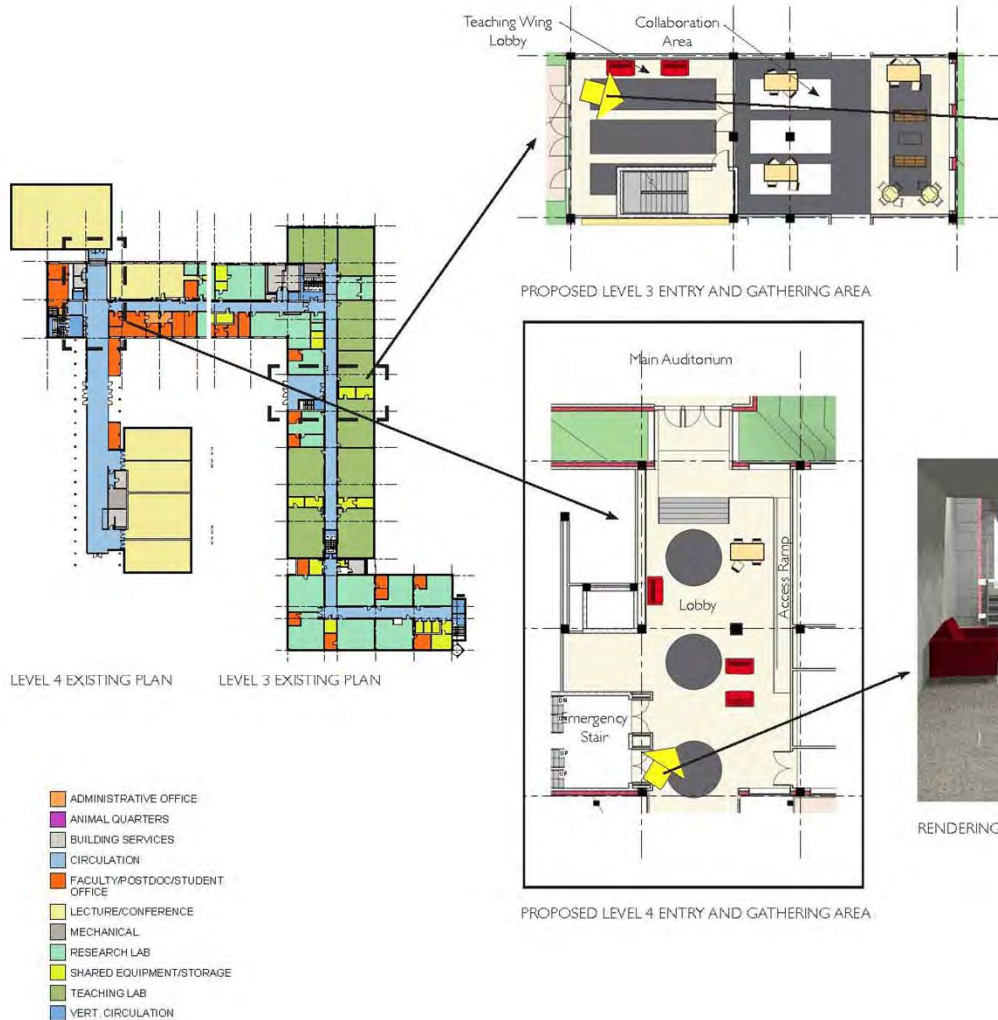 Teaching Wing
Lobby
Collaboration
Area
PROPOSED LEVEL 3 ENTRY AND GATHERING AREA
Main Auditorium
Lobby
Access Ramp
Emergency
Stair
DN
UP
UP
LEVEL 4 EXISTING PLAN
LEVEL 3 EXISTING PLAN
RENDERING
PROPOSED LEVEL 4 ENTRY AND GATHERING AREA
ADMINISTRATIVE OFFICE
ANIMAL QUARTERS
BUILDING SERVICES
CIRCULATION
FACULTY/POSTDOC/STUDENT
OFFICE
LECTURE/CONFERENCE
MECHANICAL
RESEARCH LAB
SHARED EQUIPMENT/STORAGE
TEACHING LAB
VERT. CIRCULATION